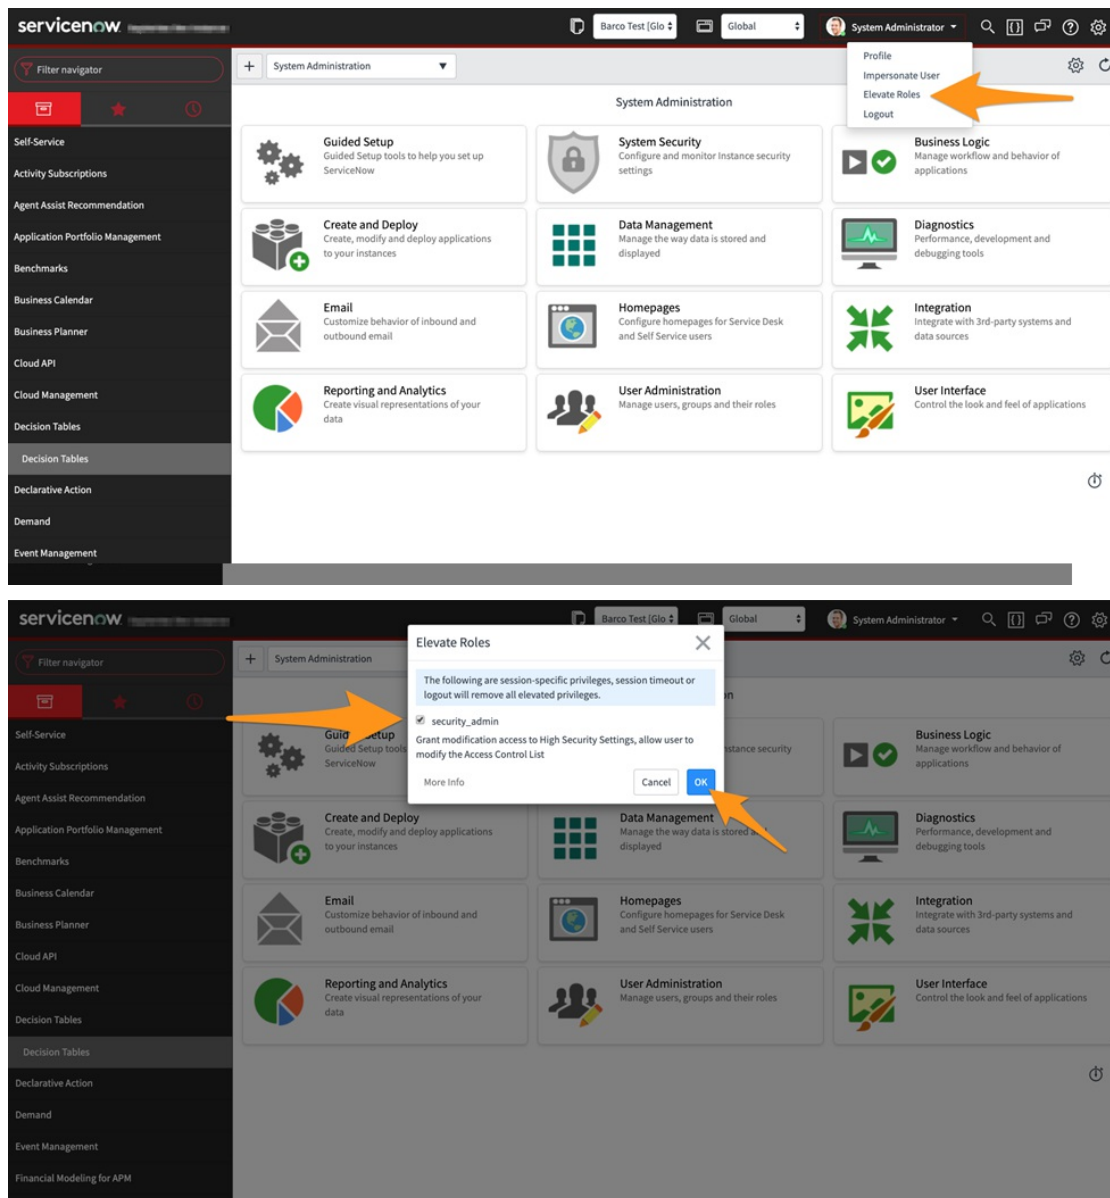 servicenow
Barco Test [Glo
Global
System Administrator
Filter navigator
System Administration
Profile
Impersonate User
Elevate Roles
Logout
System Administration
Self-Service
Activity Subscriptions
Agent Assist Recommendation
Application Portfolio Management
Benchmarks
Business Calendar
Business Planner
Cloud API
Cloud Management
Decision Tables
Decision Tables
Declarative Action
Demand
Event Management
Guided Setup
Guided Setup tools to help you set up
ServiceNow
System Security
Configure and monitor Instance security
settings
Business Logic
Manage workflow and behavior of
applications
Create and Deploy
Create, modify and deploy applications
to your instances
Data Management
Manage the way data is stored and
displayed
Diagnostics
Performance, development and
debugging tools
Email
Customize behavior of inbound and
outbound email
Homepages
Configure homepages for Service Desk
and Self Service users
Integration
Integrate with 3rd-party systems and
data sources
Reporting and Analytics
Create visual representations of your
data
User Administration
Manage users, groups and their roles
User Interface
Control the look and feel of applications
servicenow
Barco Test [Glo
Global
System Administrator
Filter navigator
System Administration
Elevate Roles
The following are session-specific privileges, session timeout or
logout will remove all elevated privileges.
security_admin
Grant modification access to High Security Settings, allow user to
modify the Access Control List
More Info
Cancel
OK
Self-Service
Activity Subscriptions
Agent Assist Recommendation
Application Portfolio Management
Benchmarks
Business Calendar
Business Planner
Cloud API
Cloud Management
Decision Tables
Decision Tables
Declarative Action
Demand
Event Management
Financial Modeling for APM
Guided Setup
Guided Setup tools
ServiceNow
nstance security
Business Logic
Manage workflow and behavior of
applications
Create and Deploy
Create, modify and deploy applications
to your instances
Data Management
Manage the way data is stored
displayed
Diagnostics
Performance, development and
debugging tools
Email
Customize behavior of inbound and
outbound email
Homepages
Configure homepages for Service Desk
and Self Service users
Integration
Integrate with 3rd-party systems and
data sources
Reporting and Analytics
Create visual representations of your
data
User Administration
Manage users, groups and their roles
User Interface
Control the look and feel of applications